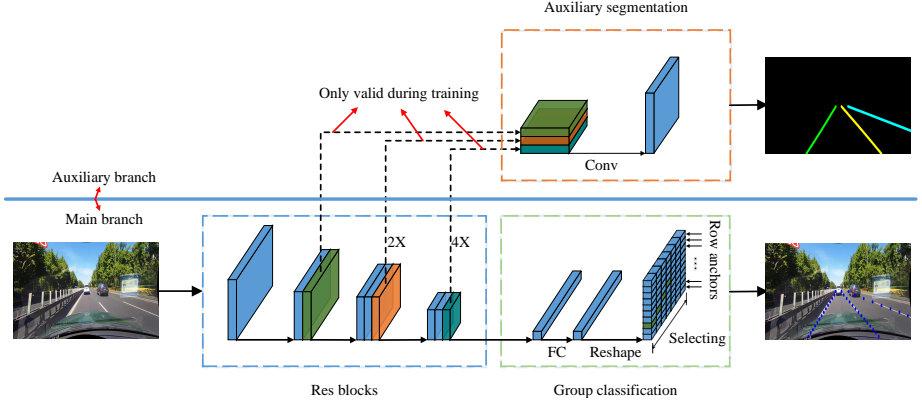 Auxiliary segmentation
Only valid during training
Conv
Auxiliary branch
Main branch
2X
4X
Row anchors
...
FC
Reshape
Selecting
Res blocks
Group classification